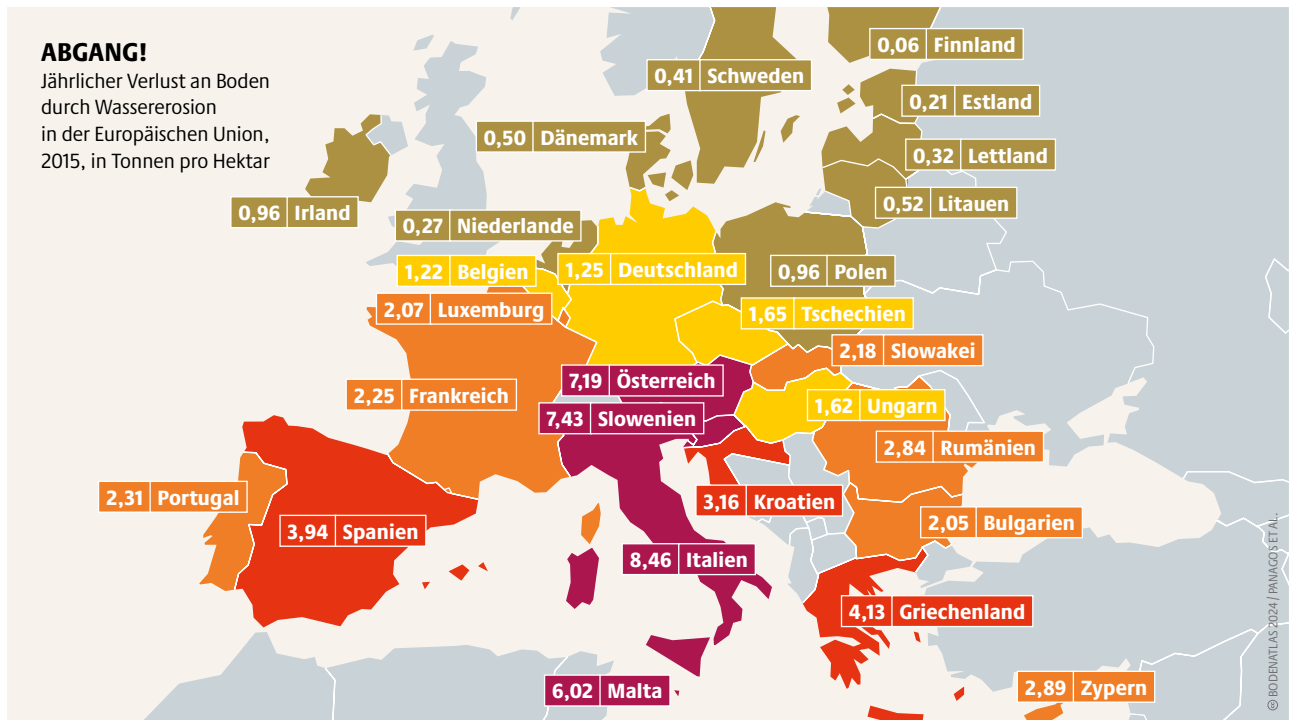 ABGANG!
Jährlicher Verlust an Boden
durch Wassererosion
in der Europäischen Union,
2015, in Tonnen pro Hektar
0,06 Finnland
0,41 Schweden
0,21 Estland
0,50 Dänemark
0,32 Lettland
0,52 Litauen
0,96 Irland
0,27 Niederlande
1,22 Belgien
1,25 Deutschland
0,96 Polen
2,07 Luxemburg
1,65 Tschechien
2,18 Slowakei
7,19 Österreich
2,25 Frankreich
1,62 Ungarn
7,43 Slowenien
2,84 Rumänien
2,31 Portugal
3,16 Kroatien
3,94 Spanien
2,05 Bulgarien
8,46 Italien
4,13 Griechenland
6,02 Malta
2,89 Zypern
© BODENATLAS 2024 / PANAGOS ET AL.